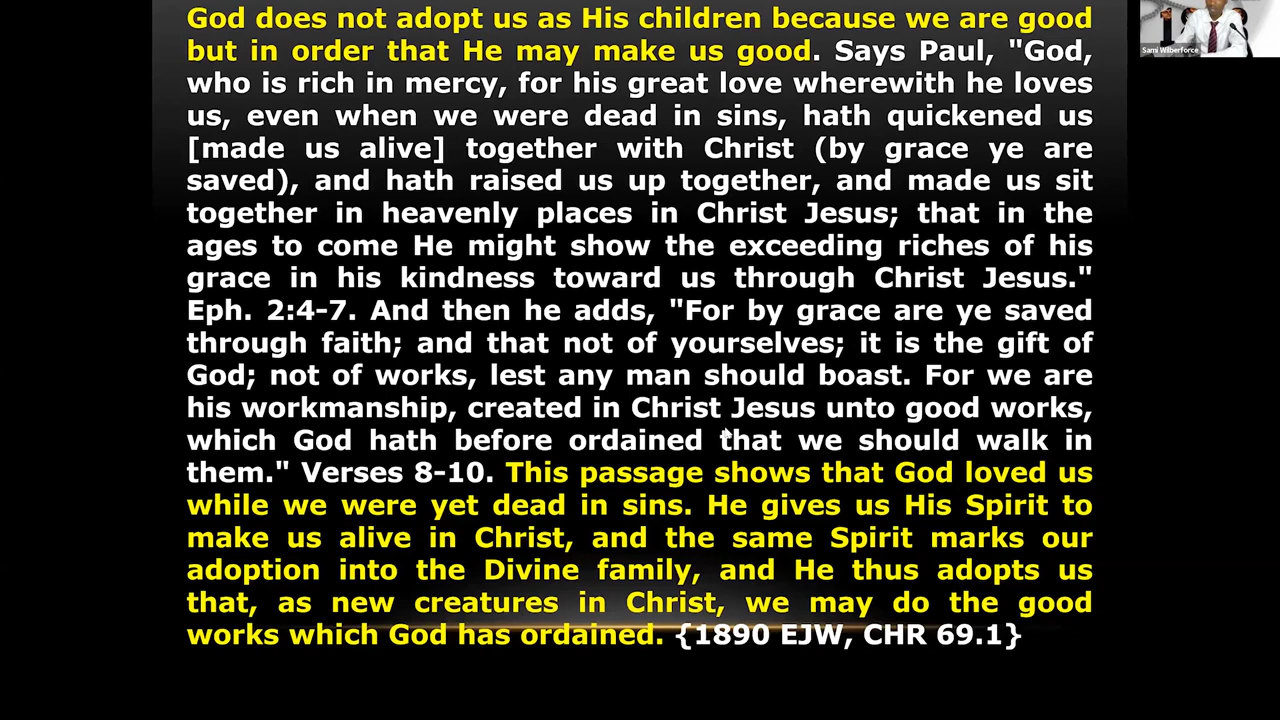 God does not adopt us as His children because we are good
but in order that He may make us good. Says Paul, "God,
who is rich in mercy, for his great love wherewith he loves
us, even when we were dead in sins, hath quickened us
[made us alive] together with Christ (by grace ye are
saved), and hath raised us up together, and made us sit
together in heavenly places in Christ Jesus; that in the
ages to come He might show the exceeding riches of his
grace in his kindness toward us through Christ Jesus."
Eph. 2:4-7. And then he adds, "For by grace are ye saved
through faith; and that not of yourselves; it is the gift of
God; not of works, lest any man should boast. For we are
his workmanship, created in Christ Jesus unto good works,
which God hath before ordained that we should walk in
them." Verses 8-10. This passage shows that God loved us
while we were yet dead in sins. He gives us His Spirit to
make us alive in Christ, and the same Spirit marks our
adoption into the Divine family, and He thus adopts us
that, as new creatures in Christ, we may do the good
works which God has ordained. {1890 EJW, CHR 69.1}
Sami Wilberforce